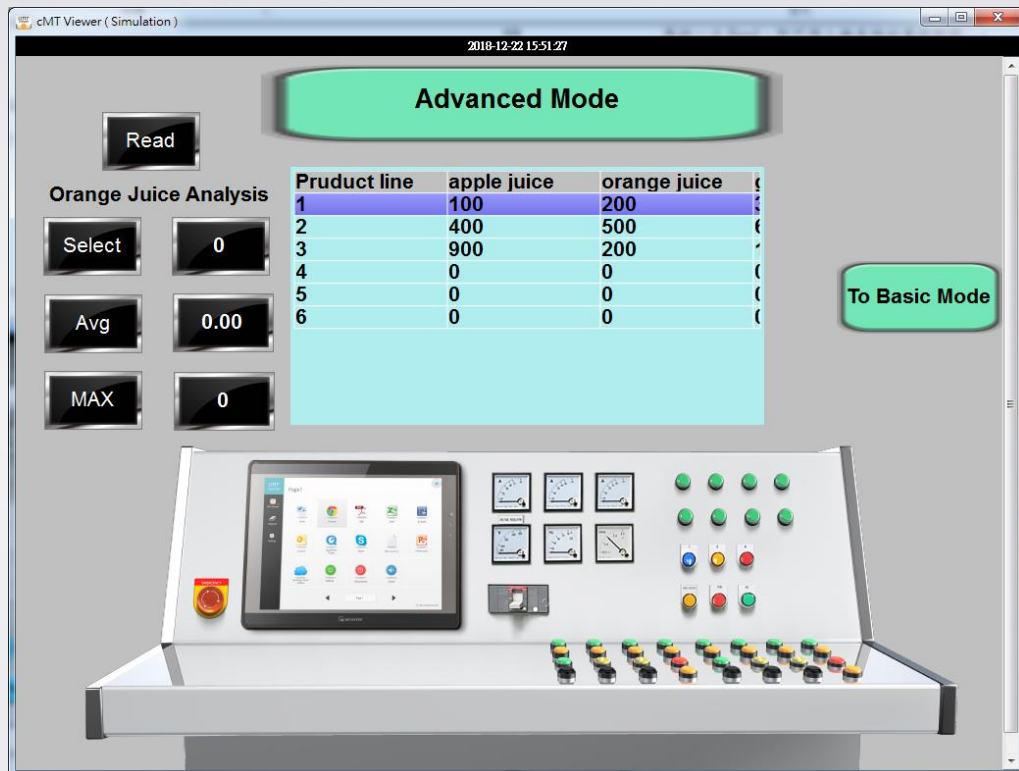 cMT Viewer ( Simulation )
2018-12-22 15:51:27
Advanced Mode
Read
Orange Juice Analysis
Select 0
Avg 0.00
MAX 0
Pruduct line apple juice orange juice
1 100 200
2 400 500
3 900 200
4 0 0
5 0 0
6 0 0
To Basic Mode
Page1
EMERGENCY